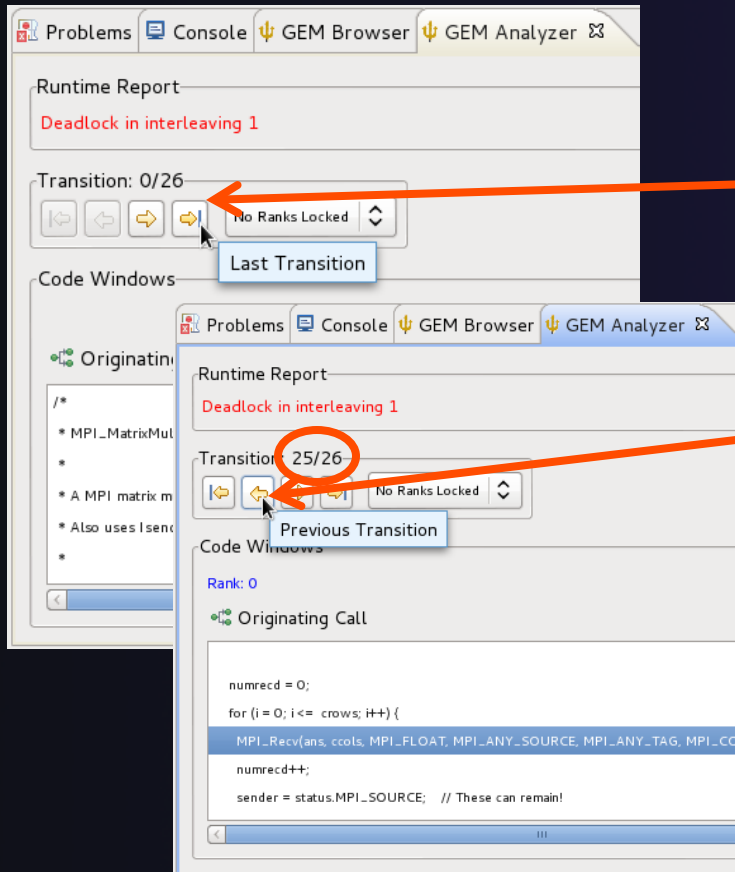 Problems Console GEM Browser GEM Analyzer
Runtime Report
Deadlock in interleaving 1
Transition: 0/26
No Ranks Locked
Last Transition
Code Windows
Originating
/*
* MPI_MatrixMul
*
* A MPI matrix m
* Also uses Isend
*
Problems Console GEM Browser GEM Analyzer
Runtime Report
Deadlock in interleaving 1
Transition: 25/26
No Ranks Locked
Previous Transition
Code Windows
Rank: 0
Originating Call
numrecd = 0;
for (i = 0; i <= crows; i++) {
MPI_Recv(ans, ccols, MPI_FLOAT, MPI_ANY_SOURCE, MPI_ANY_TAG, MPI_CO
numrecd++;
sender = status.MPI_SOURCE; // These can remain!